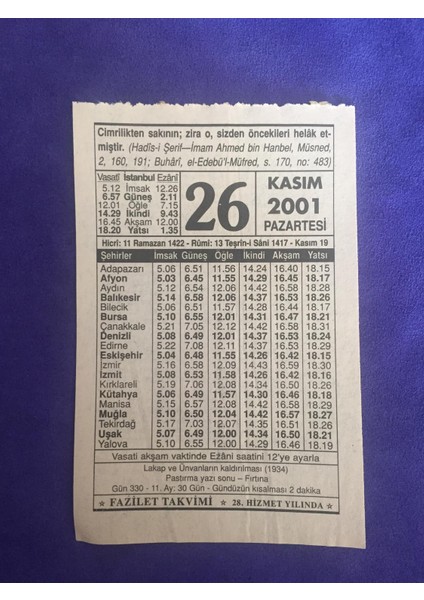 Cimrilikten sakının; zira o, sizden öncekileri helâk et-
miştir. (Hadîs-i Şerif—İmam Ahmed bin Hanbel, Müsned,
2, 160, 191; Buhârî, el-Edebü'l-Müfred, s. 170, no: 483)
Vasatî İstanbul Ezânî
5.12 İmsak 12.26
6.57 Güneş 2.11
12.01 Öğle 7.15
14.29 İkindi 9.43
16.45 Akşam 12.00
18.20 Yatsı 1.35
26
KASIM
2001
PAZARTESİ
Hicrî: 11 Ramazan 1422 - Rûmî: 13 Teşrîn-i Sâni 1417 - Kasım 19
Şehirler İmsak Güneş Öğle İkindi Akşam Yatsı
Adapazarı 5.06 6.51 11.56 14.24 16.40 18.15
Afyon 5.03 6.45 11.55 14.29 16.45 18.17
Aydın 5.12 6.54 12.06 14.42 16.58 18.28
Balıkesir 5.14 6.58 12.06 14.37 16.53 18.26
Bilecik 5.06 6.51 11.57 14.28 16.44 18.17
Bursa 5.10 6.55 12.01 14.31 16.47 18.21
Çanakkale 5.21 7.05 12.12 14.42 16.58 18.31
Denizli 5.08 6.49 12.01 14.37 16.53 18.24
Edirne 5.22 7.08 12.11 14.37 16.53 18.29
Eskişehir 5.04 6.48 11.55 14.26 16.42 18.15
İzmir 5.16 6.58 12.09 14.43 16.59 18.30
İzmit 5.08 6.53 11.58 14.26 16.42 18.16
Kırklareli 5.19 7.06 12.08 14.34 16.50 18.26
Kütahya 5.06 6.49 11.57 14.30 16.46 18.18
Manisa 5.15 6.57 12.08 14.42 16.58 18.29
Muğla 5.10 6.50 12.04 14.42 16.57 18.27
Tekirdağ 5.17 7.03 12.07 14.35 16.51 18.26
Uşak 5.07 6.49 12.00 14.34 16.50 18.21
Yalova 5.10 6.55 12.00 14.29 16.46 18.19
Vasati akşam vaktinde Ezânî saatini 12'ye ayarla
Lakap ve Ünvanların kaldırılması (1934)
Pastırma yazı sonu – Fırtına
Gün 330 - 11. Ay: 30 Gün - Gündüzün kısalması 2 dakika
★ FAZİLET TAKVİMİ ★ 28. HİZMET YILINDA ★